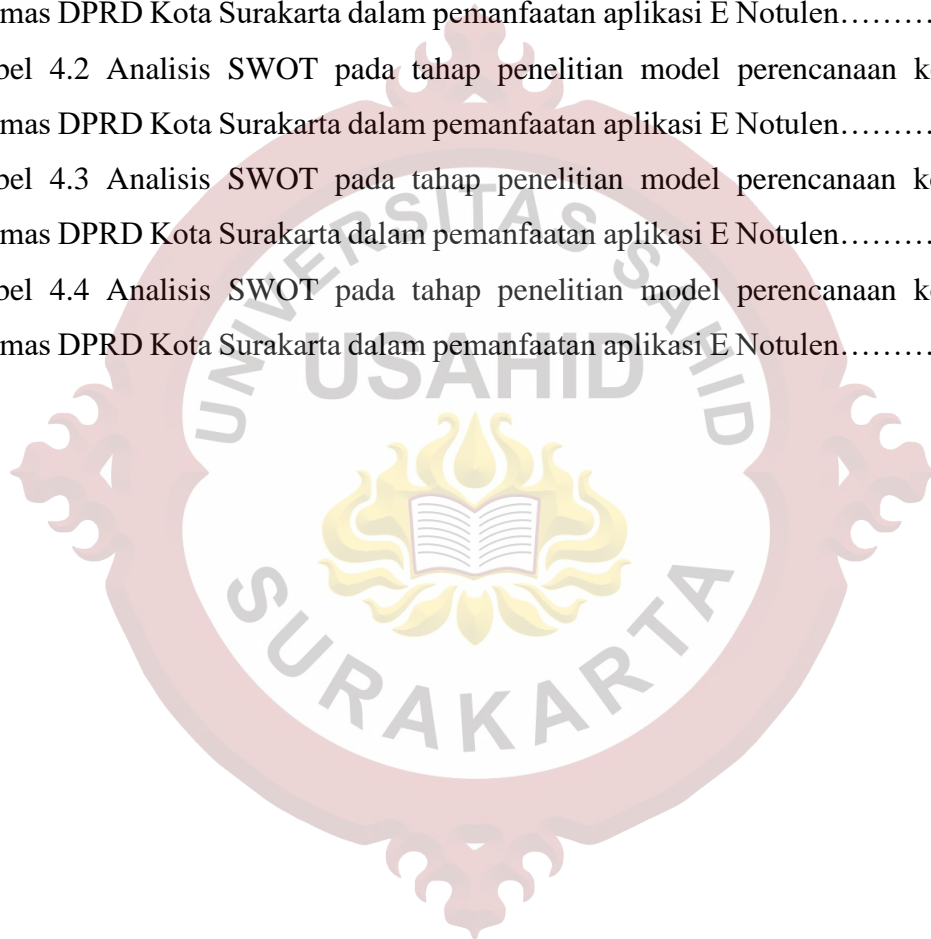 mas DPRD Kota Surakarta dalam pemanfaatan aplikasi E Notulen………
bel 4.2 Analisis SWOT pada tahap penelitian model perencanaan k
mas DPRD Kota Surakarta dalam pemanfaatan aplikasi E Notulen………
bel 4.3 Analisis SWOT pada tahap penelitian model perencanaan k
mas DPRD Kota Surakarta dalam pemanfaatan aplikasi E Notulen………
bel 4.4 Analisis SWOT pada tahap penelitian model perencanaan k
mas DPRD Kota Surakarta dalam pemanfaatan aplikasi E Notulen………
UNIVERSITAS SAHID
USAHID
SURAKARTA